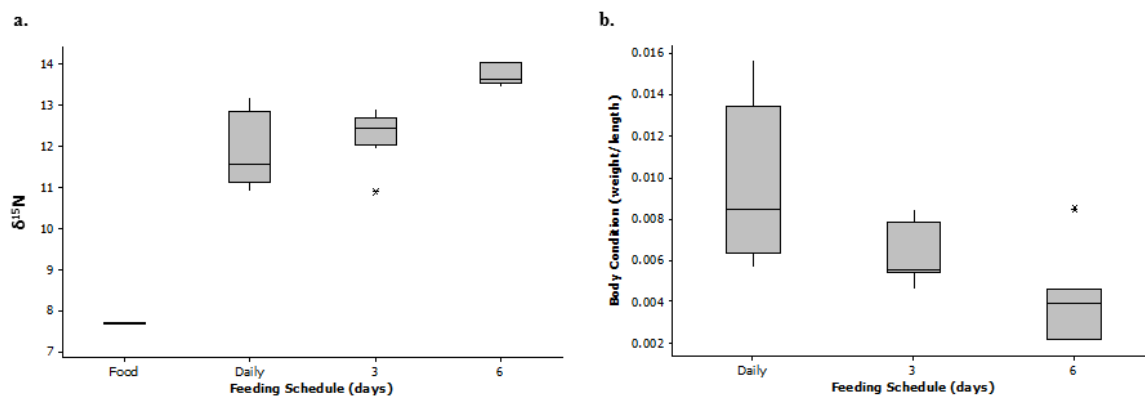 a.
δ15N
14
13
12
11
10
9
8
7
Food Daily 3 6
Feeding Schedule (days)
b.
Body Condition (weight/length)
0.016
0.014
0.012
0.010
0.008
0.006
0.004
0.002
Daily 3 6
Feeding Schedule (days)